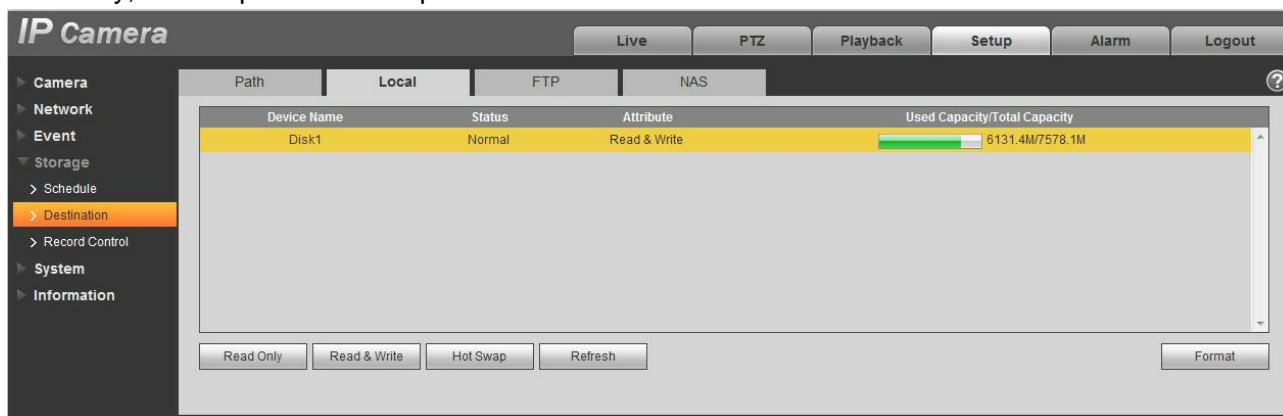 IP Camera
Live PTZ Playback Setup Alarm Logout
Camera
Network
Event
Storage
Schedule
Destination
Record Control
System
Information
Path Local FTP NAS
?
Device Name Status Attribute Used Capacity/Total Capacity
Disk1 Normal Read & Write 6131.4M/7578.1M
Read Only Read & Write Hot Swap Refresh Format